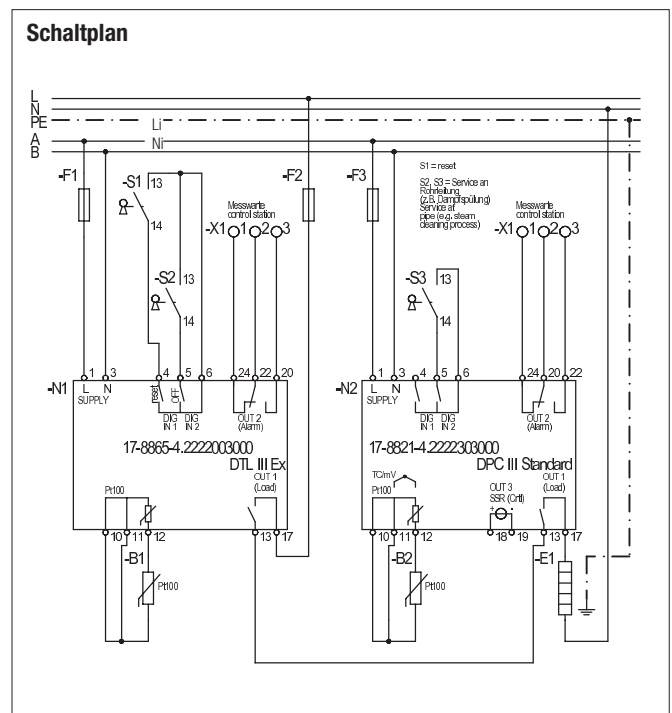 Schaltplan
L
N
PE
Li
A
Ni
B
-F1
-S1 13
14
-F2
-F3
S1 = reset
S2, S3 = Service an
Rohrleitung
(z.B. Dampfspülung)
Service at
pipe (e.g. steam
cleaning process)
Messwarte
control station
-X1 1 2 3
Messwarte
control station
-X1 1 2 3
-S2 13
14
-S3 13
14
1 3 4 5 6 24 22 20
1 3 4 5 6 24 20 22
-N1
L N
SUPPLY
reset
OFF
DIG
IN 1
DIG
IN 2
OUT 2
(Alarm)
17-8865-4.2222003000
DTL III Ex
Pt100
OUT 1
(Load)
10 11 12 13 17
-B1
Pt100
-N2
L N
SUPPLY
DIG
IN 1
DIG
IN 2
OUT 2
(Alarm)
17-8821-4.2222303000
DPC III Standard
TC/mV
Pt100
OUT 3
SSR (Crtl)
+ -
OUT 1
(Load)
10 11 12 18 19 13 17
-B2
Pt100
-E1